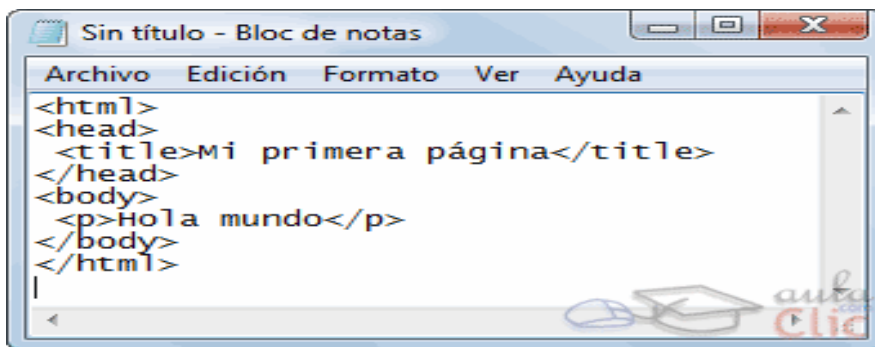 Sin título - Bloc de notas
Archivo Edición Formato Ver Ayuda
<html>
<head>
<title>Mi primera página</title>
</head>
<body>
<p>Hola mundo</p>
</body>
</html>
aula
Clic
.com